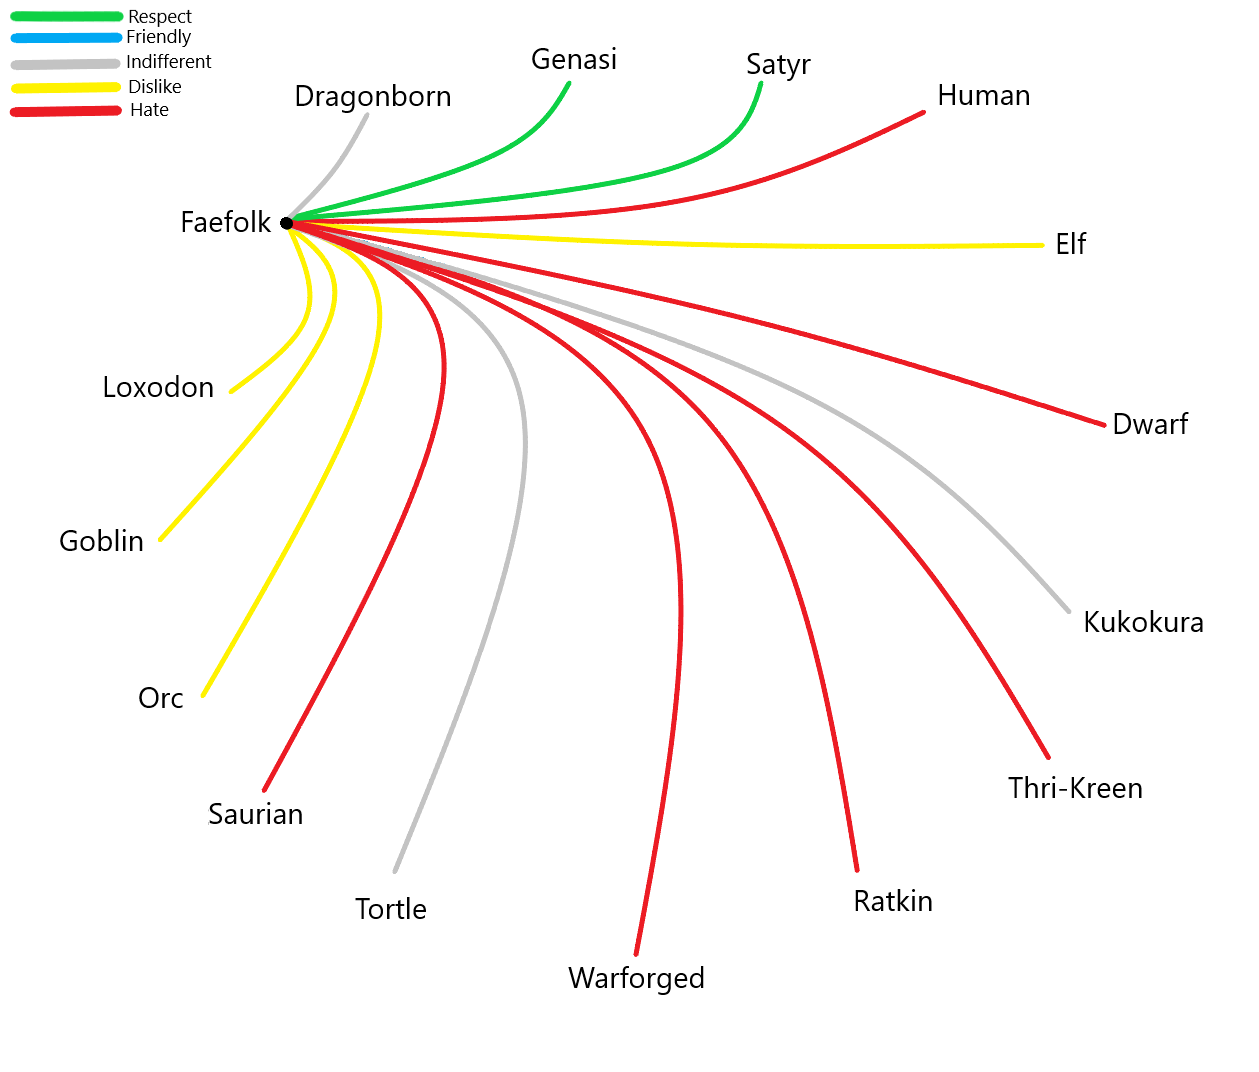 Respect
Friendly
Indifferent
Dislike
Hate
Genasi
Satyr
Dragonborn
Human
Faefolk
Elf
Loxodon
Dwarf
Goblin
Kukokura
Orc
Thri-Kreen
Saurian
Ratkin
Tortle
Warforged